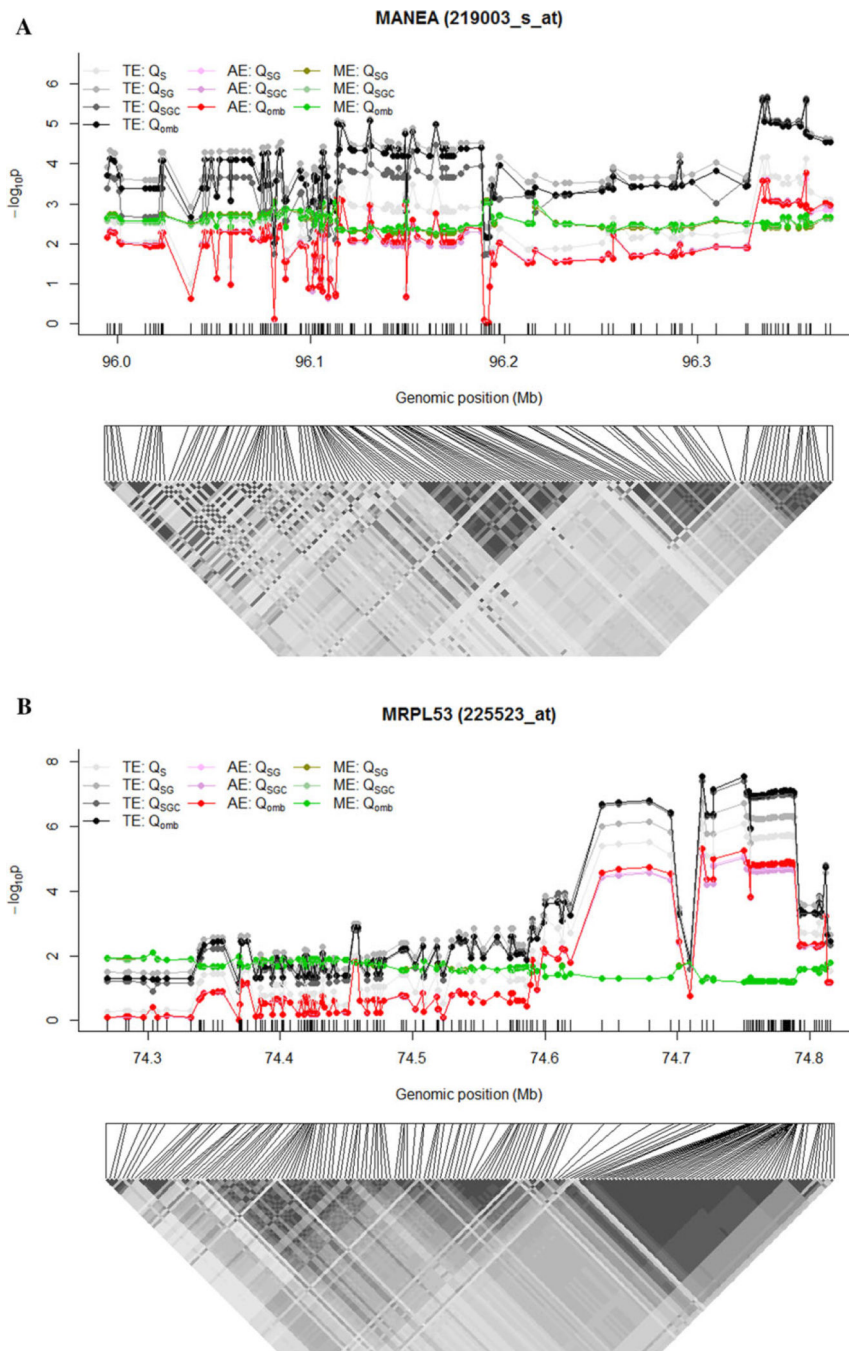 A
MANEA (219003_s_at)
TE: QS AE: QSG ME: QSG
TE: QSG AE: QSGC ME: QSGC
TE: QSGC AE: Qomb ME: Qomb
TE: Qomb
6
5
4
3
2
1
0
−log10p
96.0 96.1 96.2 96.3
Genomic position (Mb)
B
MRPL53 (225523_at)
TE: QS AE: QSG ME: QSG
TE: QSG AE: QSGC ME: QSGC
TE: QSGC AE: Qomb ME: Qomb
TE: Qomb
8
6
4
2
0
−log10p
74.3 74.4 74.5 74.6 74.7 74.8
Genomic position (Mb)